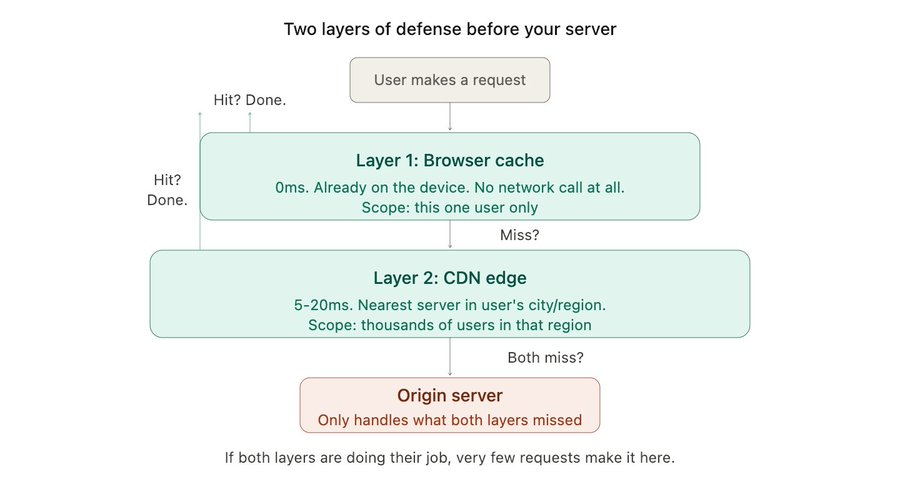 Two layers of defense before your server
User makes a request
Hit? Done.
Layer 1: Browser cache
0ms. Already on the device. No network call at all.
Scope: this one user only
Hit?
Done.
Miss?
Layer 2: CDN edge
5-20ms. Nearest server in user's city/region.
Scope: thousands of users in that region
Both miss?
Origin server
Only handles what both layers missed
If both layers are doing their job, very few requests make it here.